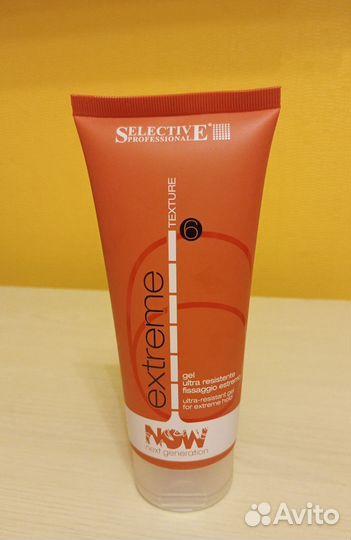 SELECTIVE
PROFESSIONAL
TEXTURE
6
extreme
gel
ultra resistente
fissaggio estremo
ultra-resistant gel
for extreme hold
NOW
next generation
Avito